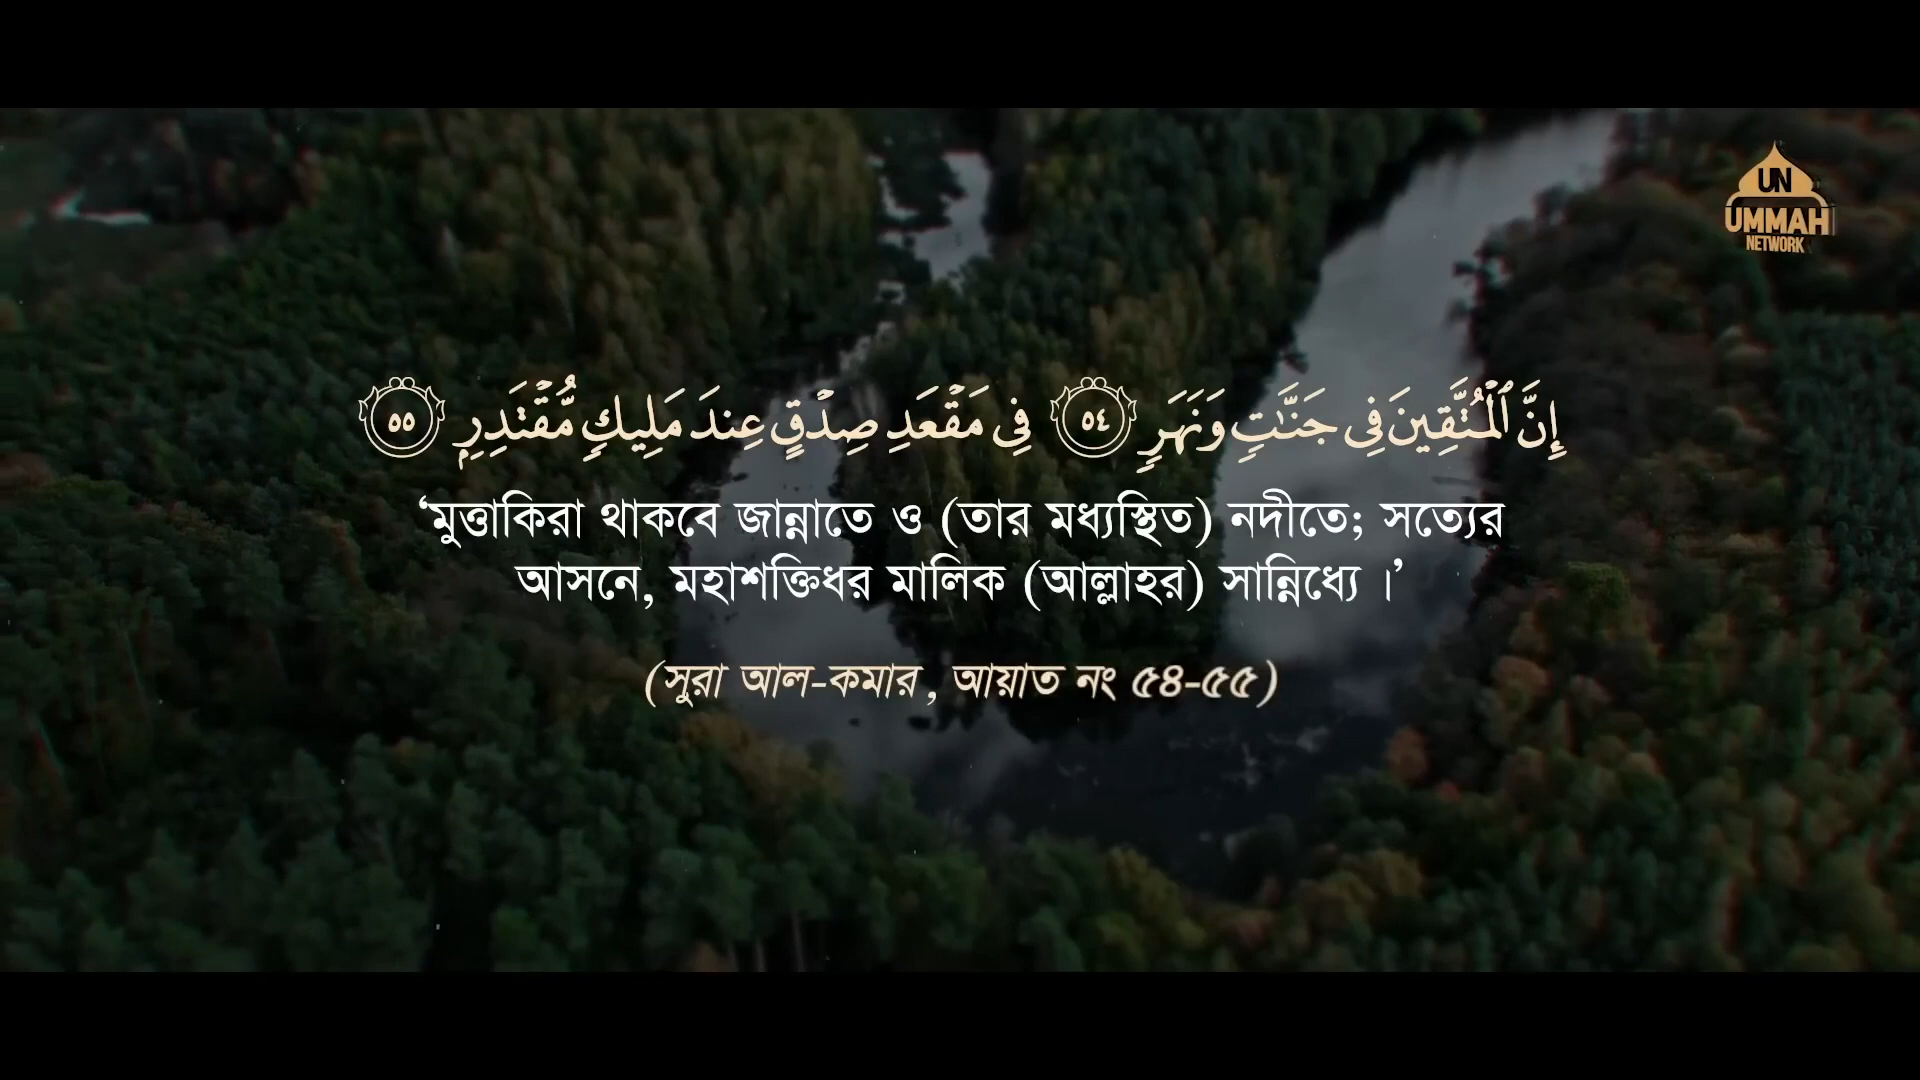 UN
UMMAH
NETWORK
إِنَّ ٱلْمُتَّقِينَ فِى جَنَّـٰتٍ وَنَهَرٍ ٥٤ فِى مَقْعَدِ صِدْقٍ عِندَ مَلِيكٍ مُّقْتَدِرٍۭ ٥٥
‘মুত্তাকিরা থাকবে জান্নাতে ও (তার মধ্যস্থিত) নদীতে; সত্যের
আসনে, মহাশক্তিধর মালিক (আল্লাহর) সান্নিধ্যে।’
(সুরা আল-কমার, আয়াত নং ৫৪-৫৫)